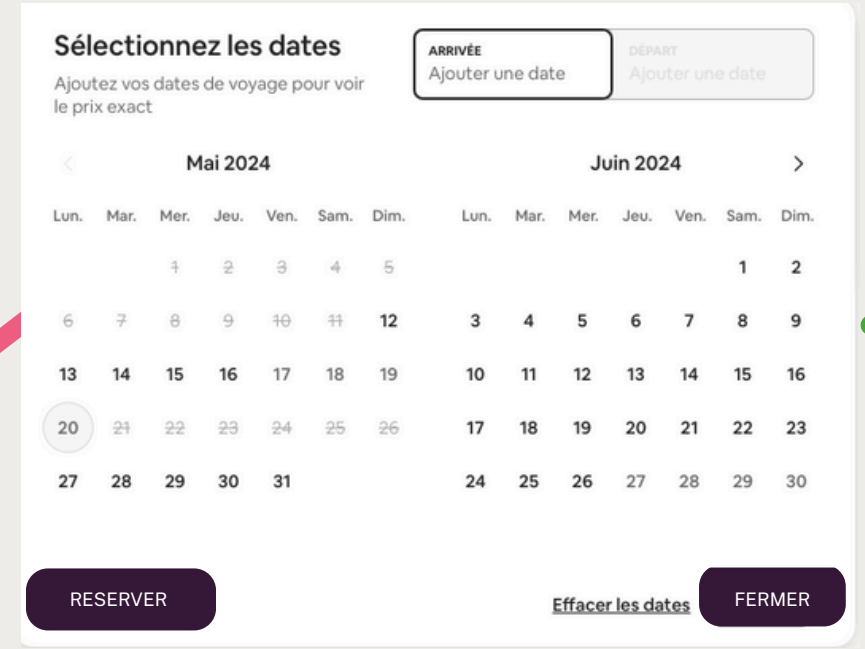 Sélectionnez les dates
Ajoutez vos dates de voyage pour voir
le prix exact
ARRIVÉE
Ajouter une date
DÉPART
Ajouter une date
Mai 2024
Lun. Mar. Mer. Jeu. Ven. Sam. Dim.
1 2 3 4 5
6 7 8 9 10 11 12
13 14 15 16 17 18 19
20 21 22 23 24 25 26
27 28 29 30 31
Juin 2024
Lun. Mar. Mer. Jeu. Ven. Sam. Dim.
1 2
3 4 5 6 7 8 9
10 11 12 13 14 15 16
17 18 19 20 21 22 23
24 25 26 27 28 29 30
RESERVER
Effacer les dates
FERMER